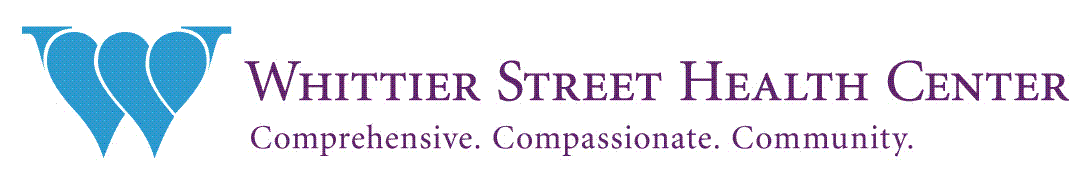 Whittier Street Health Center
Comprehensive. Compassionate. Community.